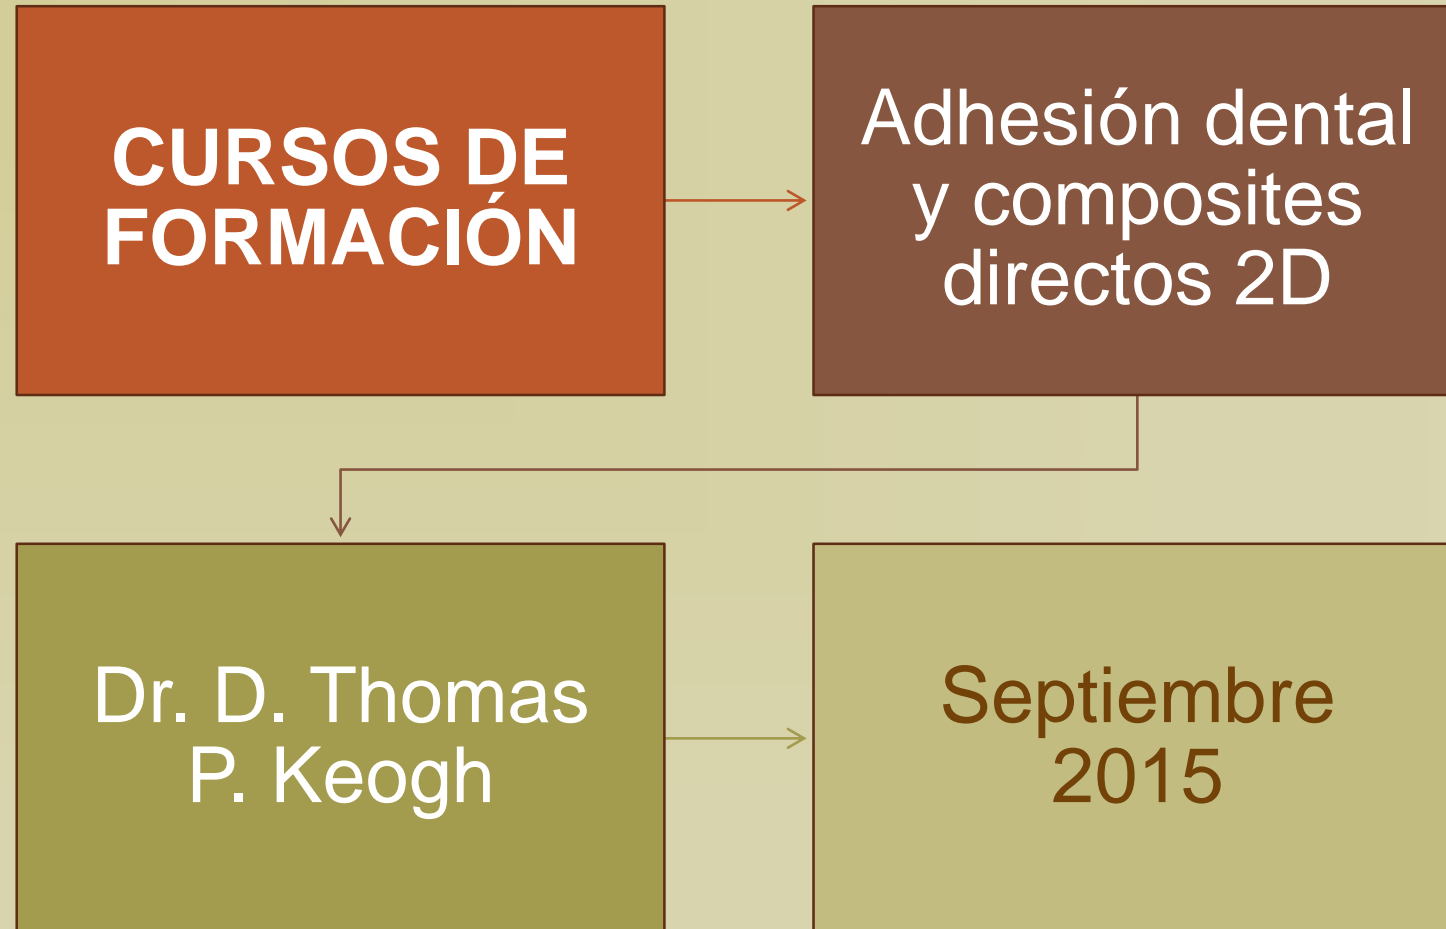 CURSOS DE
FORMACIÓN
Adhesión dental
y composites
directos 2D
Dr. D. Thomas
P. Keogh
Septiembre
2015